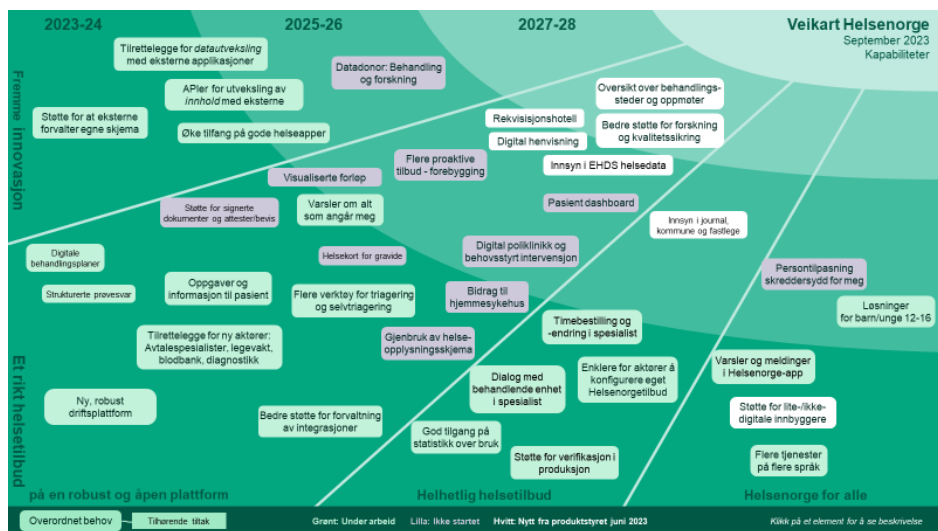 2023-24
2025-26
2027-28
Veikart Helsenorge
September 2023
Kapabiliteter
Fremme innovasjon
Tilrettelegge for datautveksling
med eksterne applikasjoner
APIer for utveksling av
innhold med eksterne
Støtte for at eksterne
forvalter egne skjema
Øke tilfang på gode helseapper
Datadonor: Behandling
og forskning
Oversikt over behandlings-
steder og oppmøter
Rekvisisjonshotell
Bedre støtte for forskning
og kvalitetssikring
Digital henvisning
Flere proaktive
tilbud - forebygging
Innsyn i EHDS helsedata
Visualiserte forløp
Støtte for signerte
dokumenter og attester/bevis
Varsler om alt
som angår meg
Pasient dashboard
Innsyn i journal,
kommune og fastlege
Digitale
behandlingsplaner
Helsekort for gravide
Digital poliklinikk og
behovsstyrt intervensjon
Persontilpasning
skreddersydd for meg
Strukturerte prøvesvar
Oppgaver og
informasjon til pasient
Flere verktøy for triagering
og selvtriagering
Bidrag til
hjemmesykehus
Løsninger
for barn/unge 12-16
Tilrettelegge for ny aktører:
Avtalespesialister, legevakt,
blodbank, diagnostikk
Gjenbruk av helse-
opplysningsskjema
Timebestilling og
-endring i spesialist
Et rikt helsetilbud
Dialog med
behandlende enhet
i spesialist
Enklere for aktører å
konfigurere eget
Helsenorgetilbud
Varsler og meldinger
i Helsenorge-app
Ny, robust
driftsplattform
Bedre støtte for forvaltning
av integrasjoner
God tilgang på
statistikk over bruk
Støtte for lite-/ikke-
digitale innbyggere
Støtte for verifikasjon i
produksjon
Flere tjenester
på flere språk
på en robust og åpen plattform
Helhetlig helsetilbud
Helsenorge for alle
Overordnet behov
Tilhørende tiltak
Grønt: Under arbeid
Lilla: Ikke startet
Hvitt: Nytt fra produktstyret juni 2023
Klikk på et element for å se beskrivelse